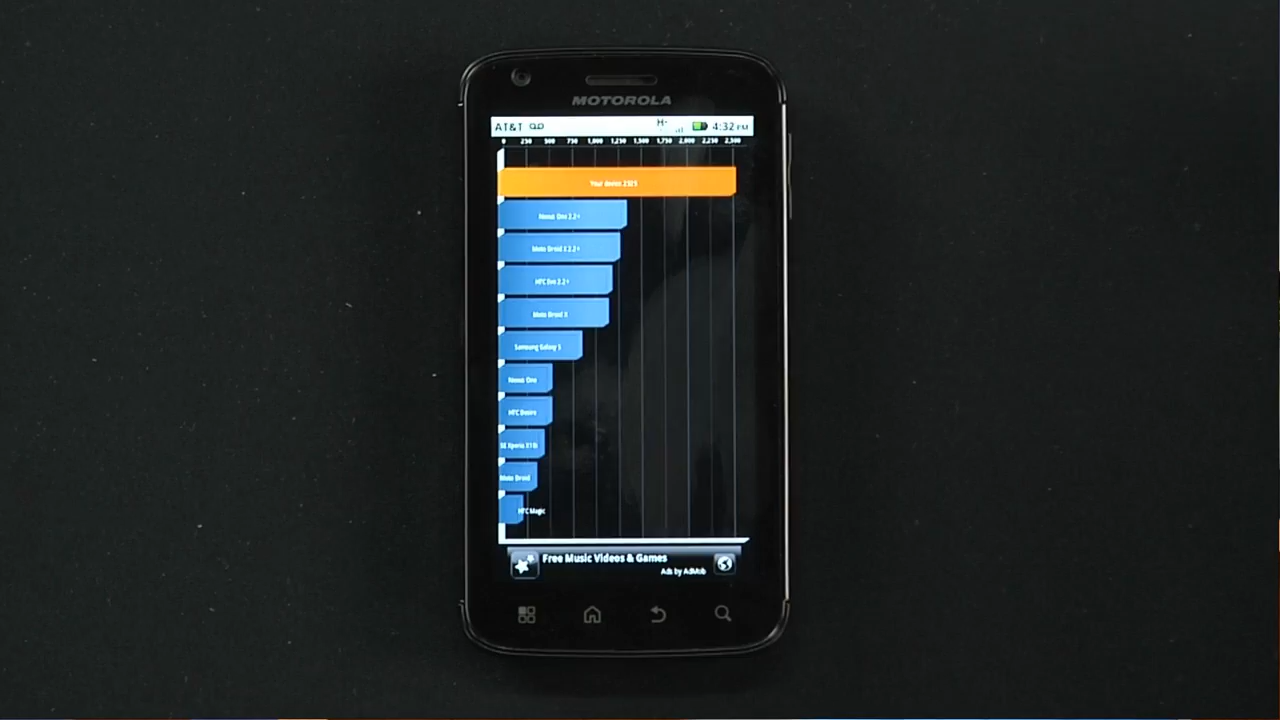 MOTOROLA
AT&T H+ 4:32 PM
0 250 500 750 1,000 1,250 1,500 1,750 2,000 2,250 2,500
Your device 2525
Nexus One 2.2+
Moto Droid X 2.2+
HTC Evo 2.2+
Moto Droid X
Samsung Galaxy S
Nexus One
HTC Desire
SE Xperia X10i
Moto Droid
HTC Magic
Free Music Videos & Games
Ads by AdMob